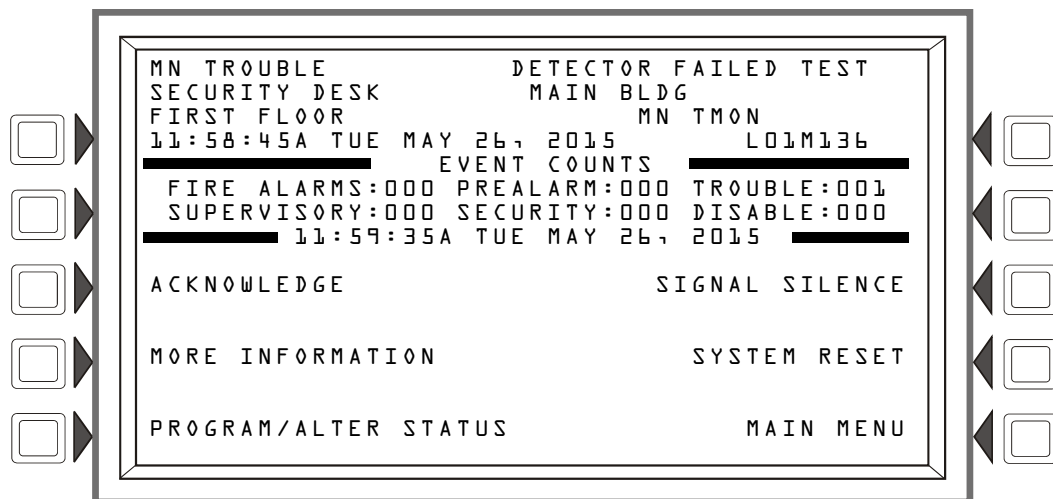 MN TROUBLE DETECTOR FAILED TEST
SECURITY DESK MAIN BLDG
FIRST FLOOR MN TMON
11:58:45A TUE MAY 26, 2015 L01M136
EVENT COUNTS
FIRE ALARMS:000 PREALARM:000 TROUBLE:001
SUPERVISORY:000 SECURITY:000 DISABLE:000
11:59:35A TUE MAY 26, 2015
ACKNOWLEDGE SIGNAL SILENCE
MORE INFORMATION SYSTEM RESET
PROGRAM/ALTER STATUS MAIN MENU